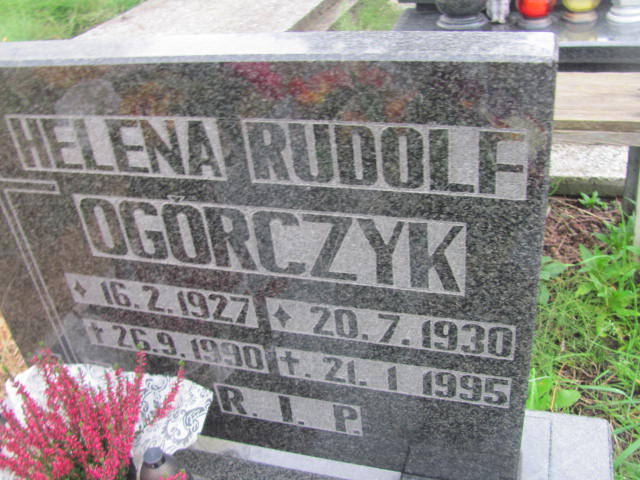 HELENA RUDOLF
OGÓRCZYK
16.2.1927 20.7.1930
†26.9.1990 †.21.1 1995
R.I.P.